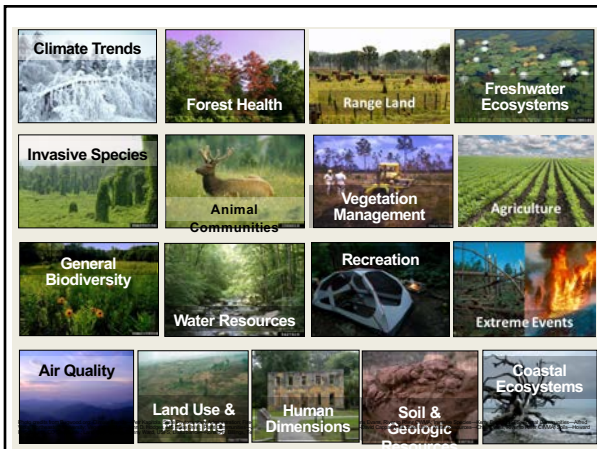 Climate Trends
Forest Health
Range Land
Freshwater
Ecosystems
Invasive Species
Animal
Communities
Vegetation
Management
Agriculture
General
Biodiversity
Water Resources
Recreation
Extreme Events
Air Quality
Land Use &
Planning
Human
Dimensions
Soil &
Geologic
Resources
Coastal
Ecosystems